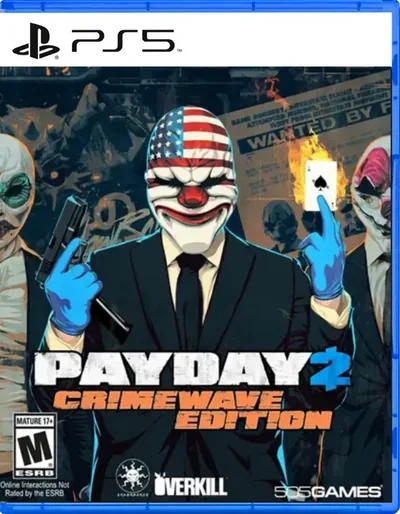 PS5
WANTED BY F
PAYDAY 2
CRIMEWAVE
EDITION
MATURE 17+
M
ESRB
Online Interactions Not
Rated by the ESRB
OVERKILL
505GAMES